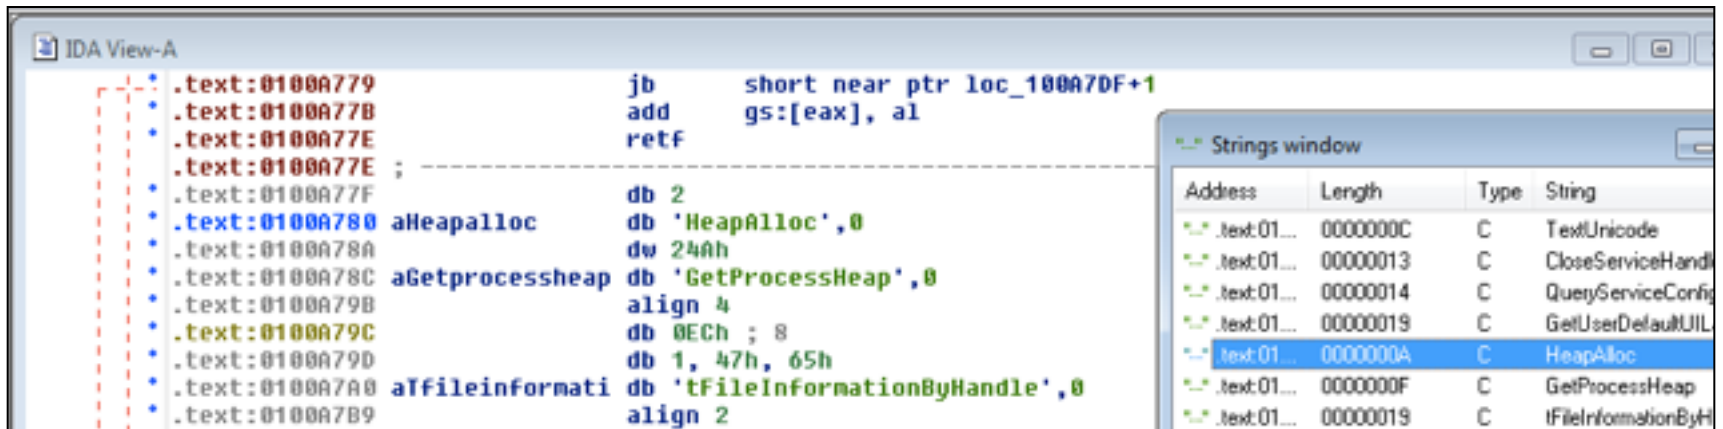 IDA View-A
.text:0100A779 jb short near ptr loc_100A7DF+1
.text:0100A77B add gs:[eax], al
.text:0100A77E retf
.text:0100A77E ; ----------------------------------------------------------
.text:0100A77F db 2
.text:0100A780 aHeapalloc db 'HeapAlloc',0
.text:0100A78A dw 24Ah
.text:0100A78C aGetprocessheap db 'GetProcessHeap',0
.text:0100A79B align 4
.text:0100A79C db 0ECh ; 8
.text:0100A79D db 1, 47h, 65h
.text:0100A7A0 aTfileinformati db 'tFileInformationByHandle',0
.text:0100A7B9 align 2
Strings window
Address Length Type String
.text:01... 0000000C C TextUnicode
.text:01... 00000013 C CloseServiceHandl
.text:01... 00000014 C QueryServiceConfig
.text:01... 00000019 C GetUserDefaultUIL
.text:01... 0000000A C HeapAlloc
.text:01... 0000000F C GetProcessHeap
.text:01... 00000019 C tFileInformationByH